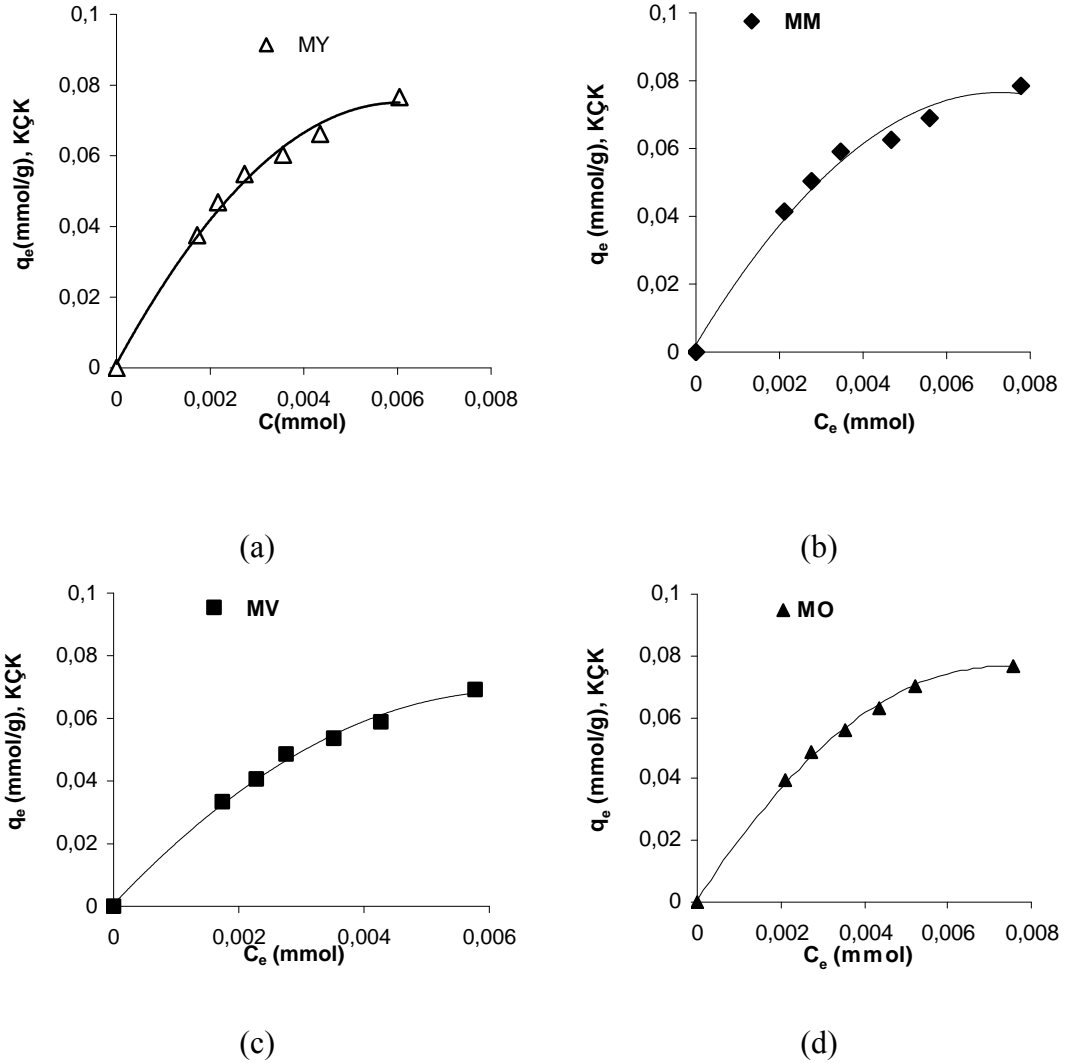 0,1
MY
0,08
0,06
0,04
0,02
0
qe(mmol/g), KÇK
0 0,002 0,004 0,006 0,008
C(mmol)
(a)
0,1
MM
0,08
0,06
0,04
0,02
0
qe (mmol/g), KÇK
0 0,002 0,004 0,006 0,008
Ce (mmol)
(b)
0,1
MV
0,08
0,06
0,04
0,02
0
qe (mmol/g), KÇK
0 0,002 0,004 0,006
Ce (mmol)
(c)
0,1
MO
0,08
0,06
0,04
0,02
0
qe (mmol/g), KÇK
0 0,002 0,004 0,006 0,008
Ce (mmol)
(d)